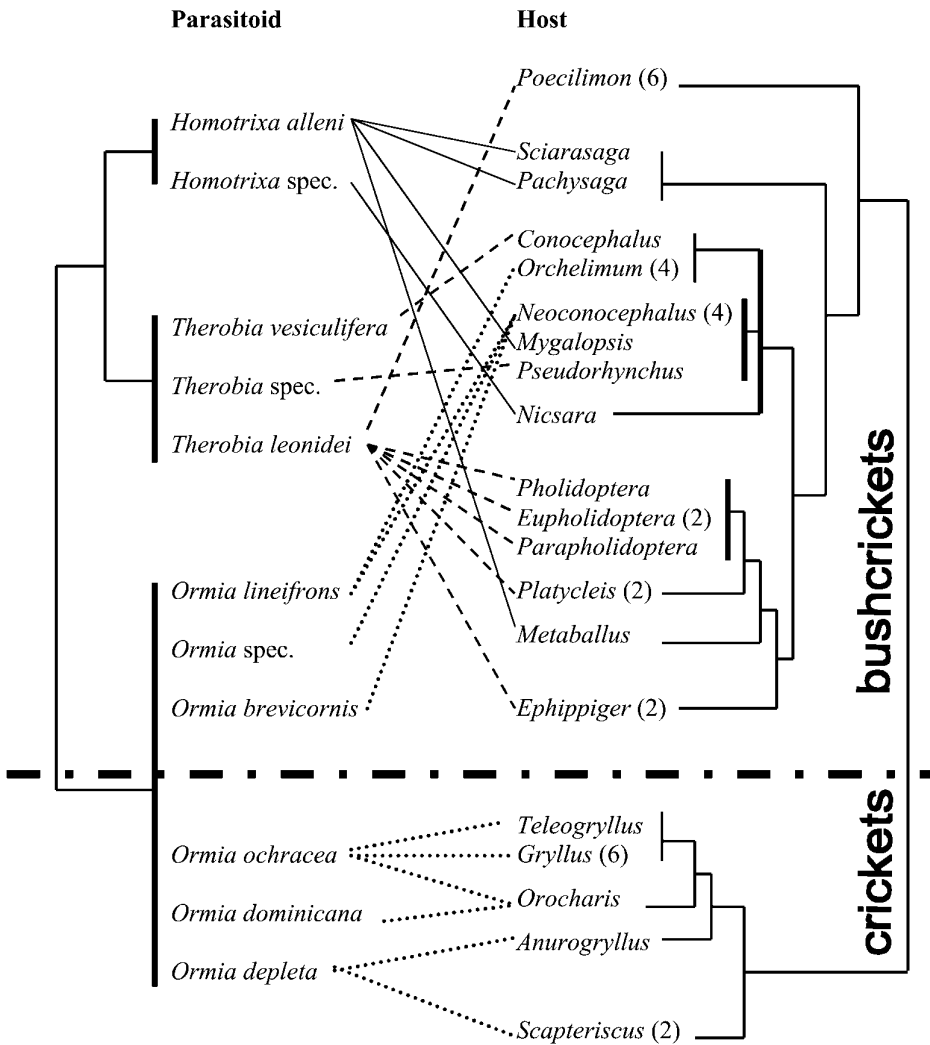 Parasitoid
Homotrixa alleni
Homotrixa spec.
Therobia vesiculifera
Therobia spec.
Therobia leonidei
Ormia lineifrons
Ormia spec.
Ormia brevicornis
Ormia ochracea
Ormia dominicana
Ormia depleta
Host
Poecilimon (6)
Sciarasaga
Pachysaga
Conocephalus
Orchelimum (4)
Neoconocephalus (4)
Mygalopsis
Pseudorhynchus
Nicsara
Pholidoptera
Eupholidoptera (2)
Parapholidoptera
Platycleis (2)
Metaballus
Ephippiger (2)
Teleogryllus
Gryllus (6)
Orocharis
Anurogryllus
Scapteriscus (2)
bushcrickets
crickets